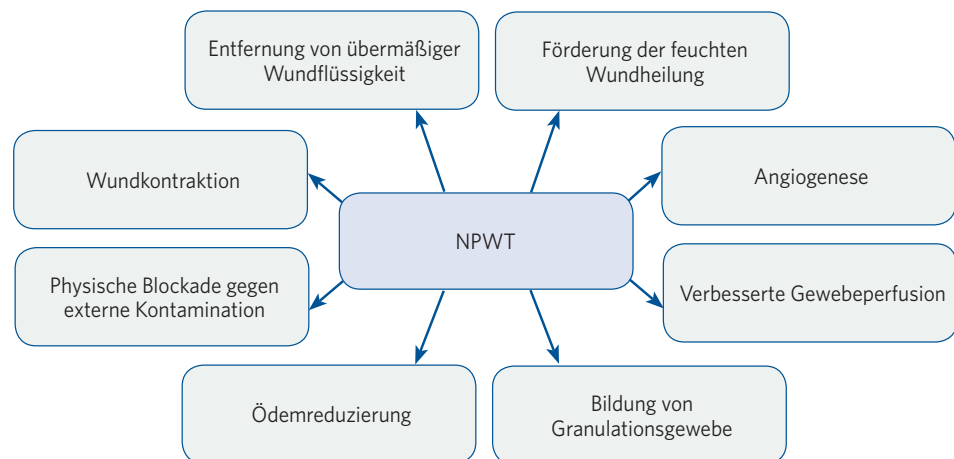 Entfernung von übermäßiger
Wundflüssigkeit
Förderung der feuchten
Wundheilung
Wundkontraktion
Angiogenese
NPWT
Physische Blockade gegen
externe Kontamination
Verbesserte Gewebeperfusion
Ödemreduzierung
Bildung von
Granulationsgewebe